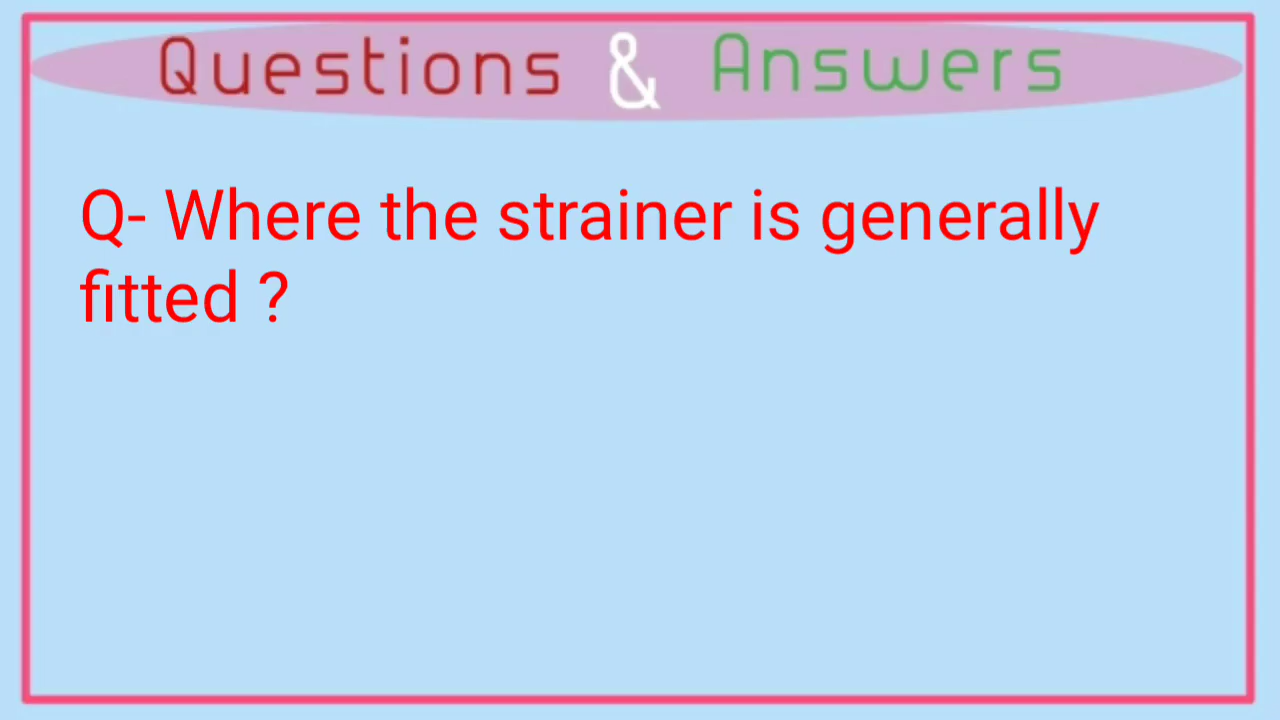 Questions & Answers
Q- Where the strainer is generally
fitted ?